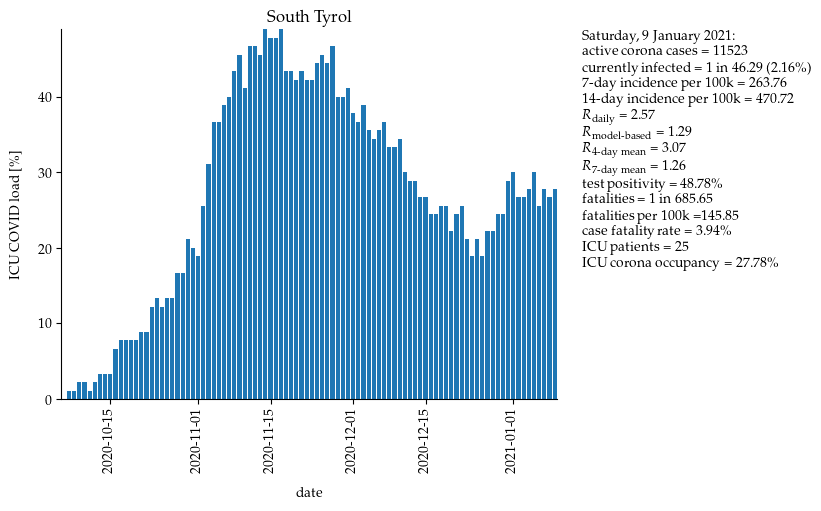 South Tyrol
ICU COVID load [%]
40
30
20
10
0
2020-10-15
2020-11-01
2020-11-15
2020-12-01
2020-12-15
2021-01-01
date
Saturday, 9 January 2021:
active corona cases = 11523
currently infected = 1 in 46.29 (2.16%)
7-day incidence per 100k = 263.76
14-day incidence per 100k = 470.72
R daily = 2.57
R model-based = 1.29
R 4-day mean = 3.07
R 7-day mean = 1.26
test positivity = 48.78%
fatalities = 1 in 685.65
fatalities per 100k =145.85
case fatality rate = 3.94%
ICU patients = 25
ICU corona occupancy = 27.78%